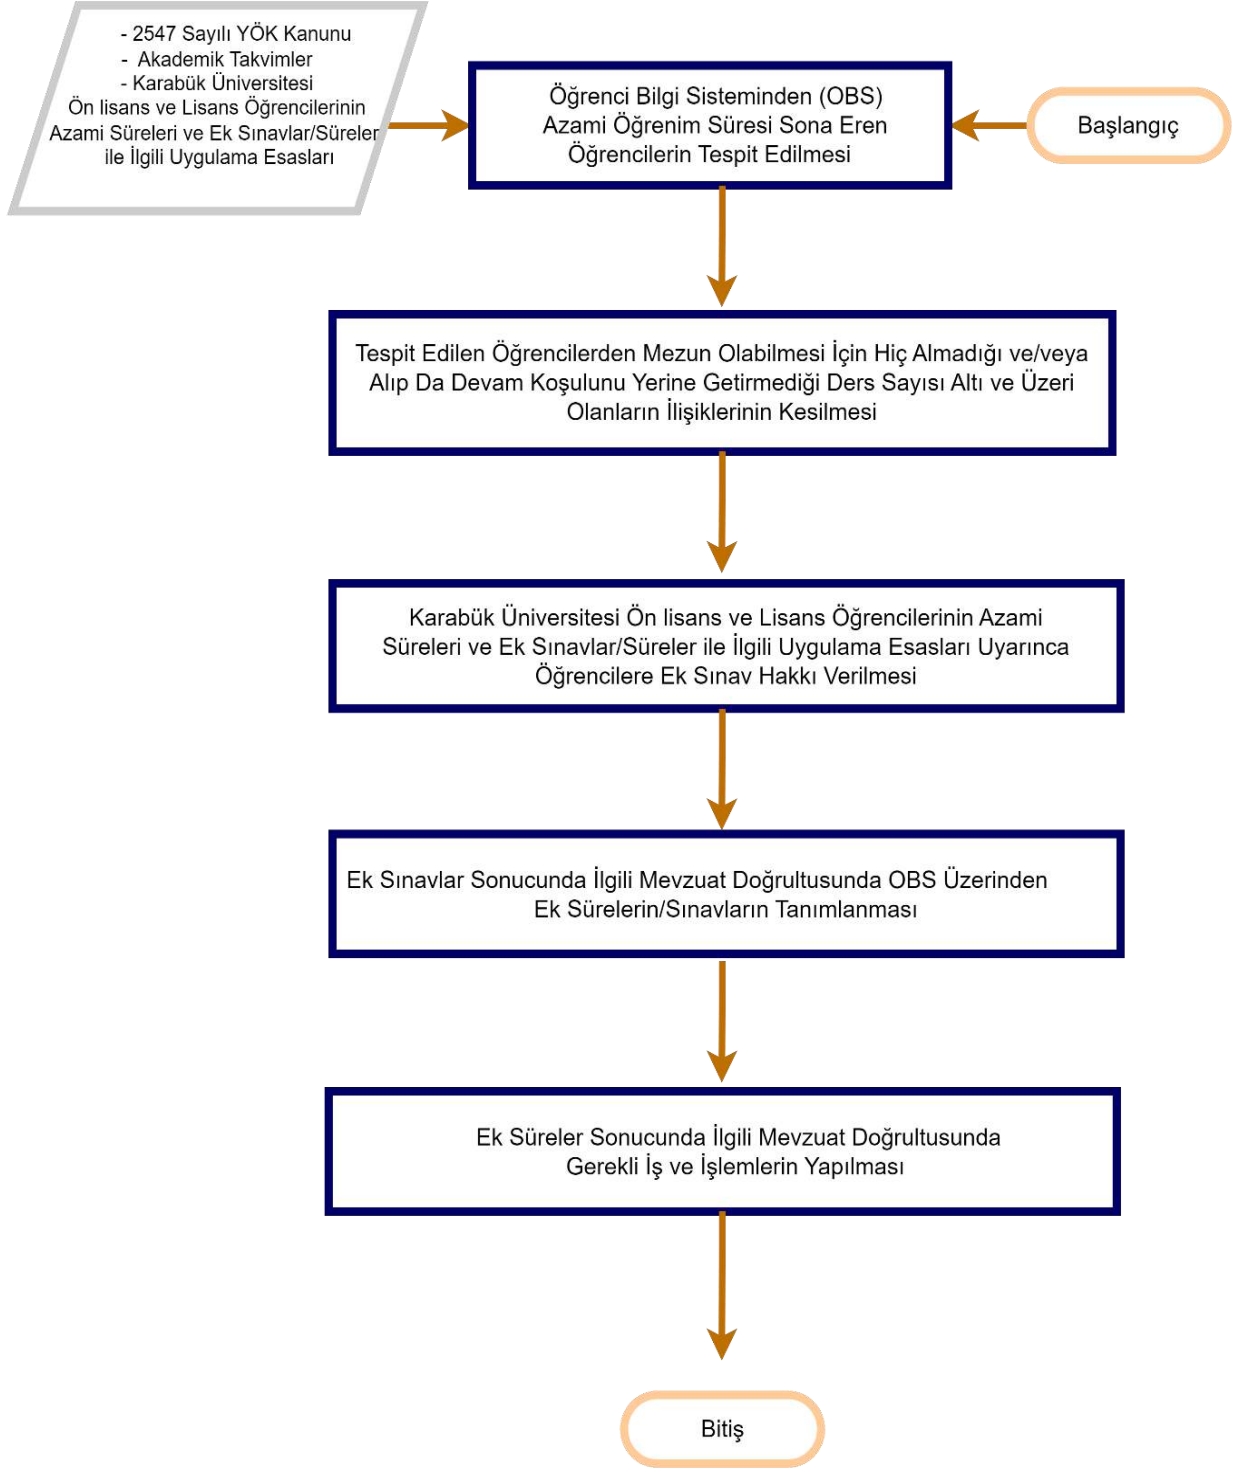 - 2547 Sayılı YÖK Kanunu
- Akademik Takvimler
- Karabük Üniversitesi
Ön lisans ve Lisans Öğrencilerinin
Azami Süreleri ve Ek Sınavlar/Süreler
ile İlgili Uygulama Esasları
Öğrenci Bilgi Sisteminden (OBS)
Azami Öğrenim Süresi Sona Eren
Öğrencilerin Tespit Edilmesi
Başlangıç
Tespit Edilen Öğrencilerden Mezun Olabilmesi İçin Hiç Almadığı ve/veya
Alıp Da Devam Koşulunu Yerine Getirmediği Ders Sayısı Altı ve Üzeri
Olanların İlişiklerinin Kesilmesi
Karabük Üniversitesi Ön lisans ve Lisans Öğrencilerinin Azami
Süreleri ve Ek Sınavlar/Süreler ile İlgili Uygulama Esasları Uyarınca
Öğrencilere Ek Sınav Hakkı Verilmesi
Ek Sınavlar Sonucunda İlgili Mevzuat Doğrultusunda OBS Üzerinden
Ek Sürelerin/Sınavların Tanımlanması
Ek Süreler Sonucunda İlgili Mevzuat Doğrultusunda
Gerekli İş ve İşlemlerin Yapılması
Bitiş